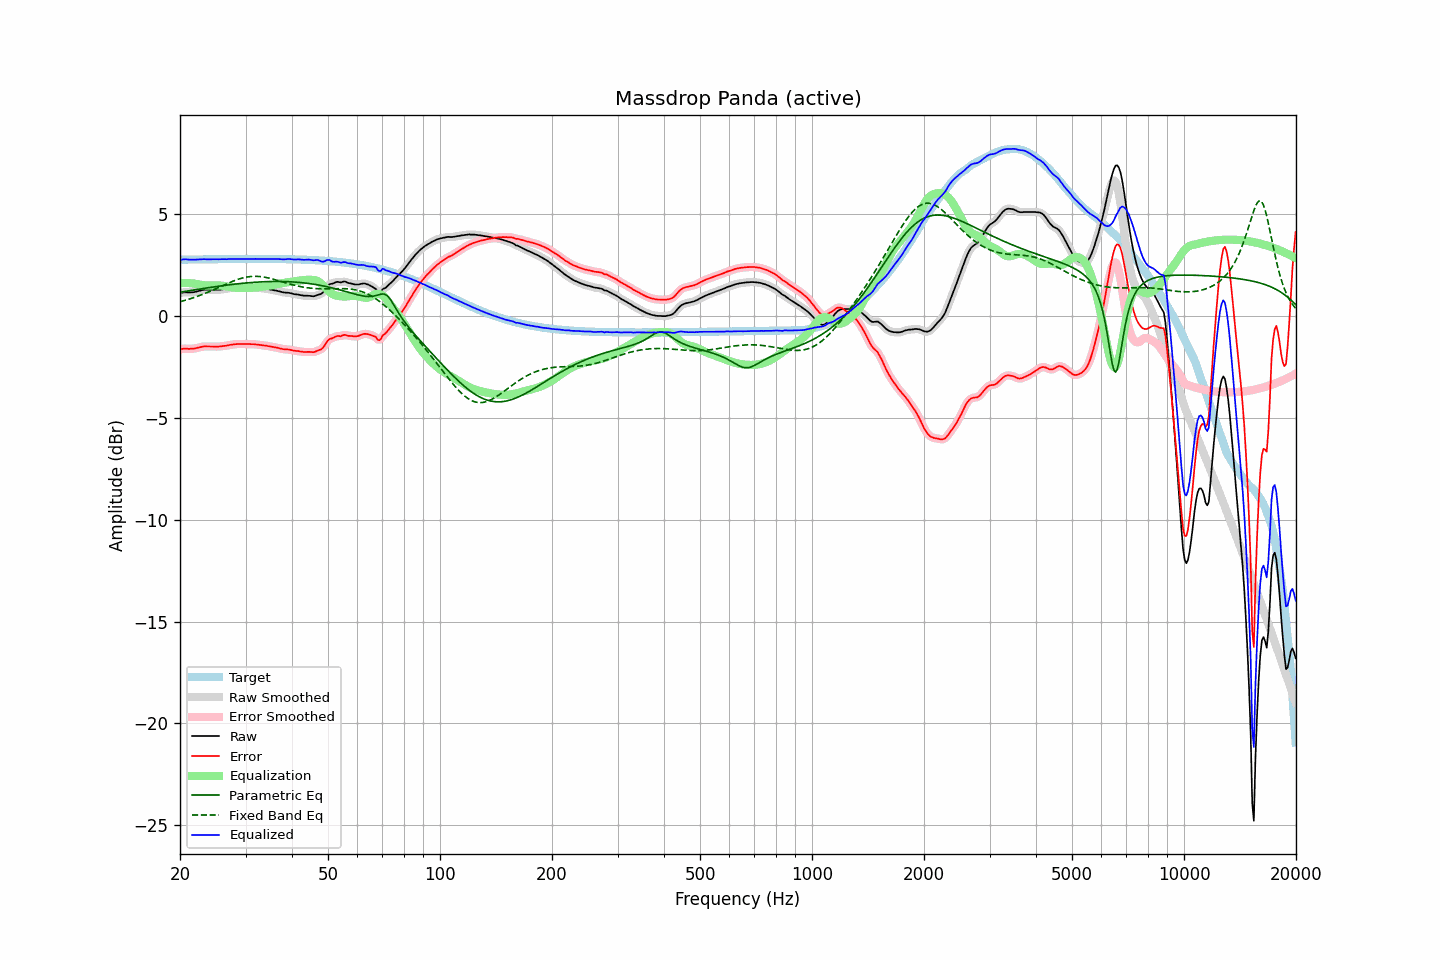 Massdrop Panda (active)
Amplitude (dBr)
5
0
−5
−10
−15
−20
−25
Target
Raw Smoothed
Error Smoothed
Raw
Error
Equalization
Parametric Eq
Fixed Band Eq
Equalized
20 50 100 200 500 1000 2000 5000 10000 20000
Frequency (Hz)